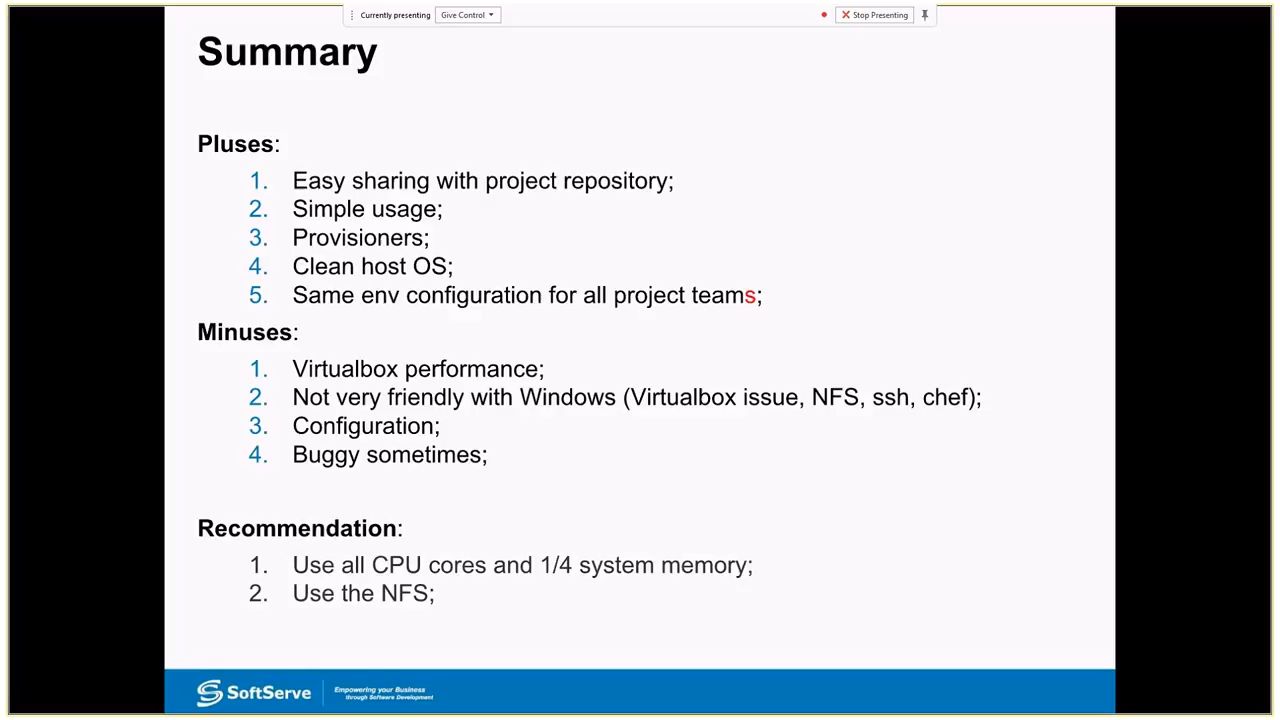 Currently presenting Give Control Stop Presenting
Summary
Pluses:
1. Easy sharing with project repository;
2. Simple usage;
3. Provisioners;
4. Clean host OS;
5. Same env configuration for all project teams;
Minuses:
1. Virtualbox performance;
2. Not very friendly with Windows (Virtualbox issue, NFS, ssh, chef);
3. Configuration;
4. Buggy sometimes;
Recommendation:
1. Use all CPU cores and 1/4 system memory;
2. Use the NFS;
SoftServe
Empowering your Business
through Software Development